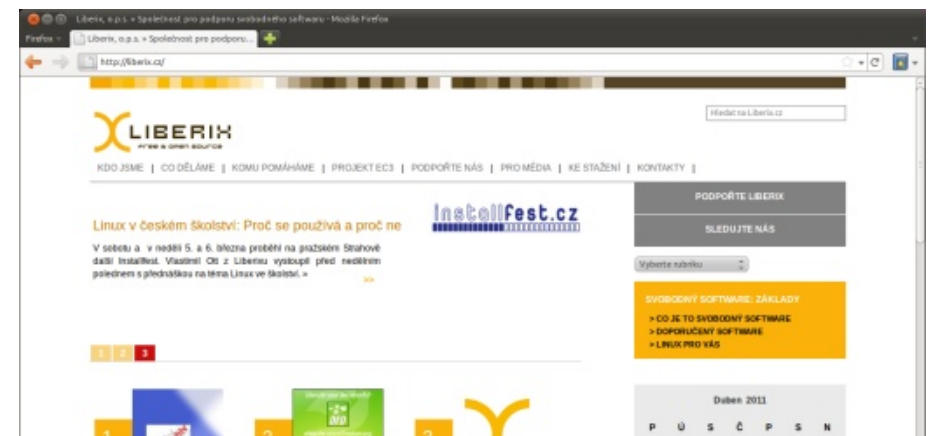 Liberix, o.p.s. » Společnost pro podporu svobodného softwaru - Mozilla Firefox
Firefox
Liberix, o.p.s. » Společnost pro podporu...
http://liberix.cz/
Hledat na Liberix.cz
LIBERIX
FREE & OPEN SOURCE
KDO JSME | CO DĚLÁME | KOMU POMÁHÁME | PROJEKT EC3 | PODPOŘTE NÁS | PRO MÉDIA | KE STAŽENÍ | KONTAKTY |
PODPOŘTE LIBERIX
SLEDUJTE NÁS
Installfest.cz
Linux v českém školství: Proč se používá a proč ne
V sobotu a v neděli 5. a 6. března proběhl na pražském Strahově
další Installfest. Vlastimil Ott z Liberixu vystoupil před nedělním
polednem s přednáškou na téma Linux ve školství. »
>>
Vyberte rubriku
SVOBODNÝ SOFTWARE: ZÁKLADY
> CO JE TO SVOBODNÝ SOFTWARE
> DOPORUČENÝ SOFTWARE
> LINUX PRO VÁS
1 2 3
Duben 2011
P Ú S Č P S N
1 2 3